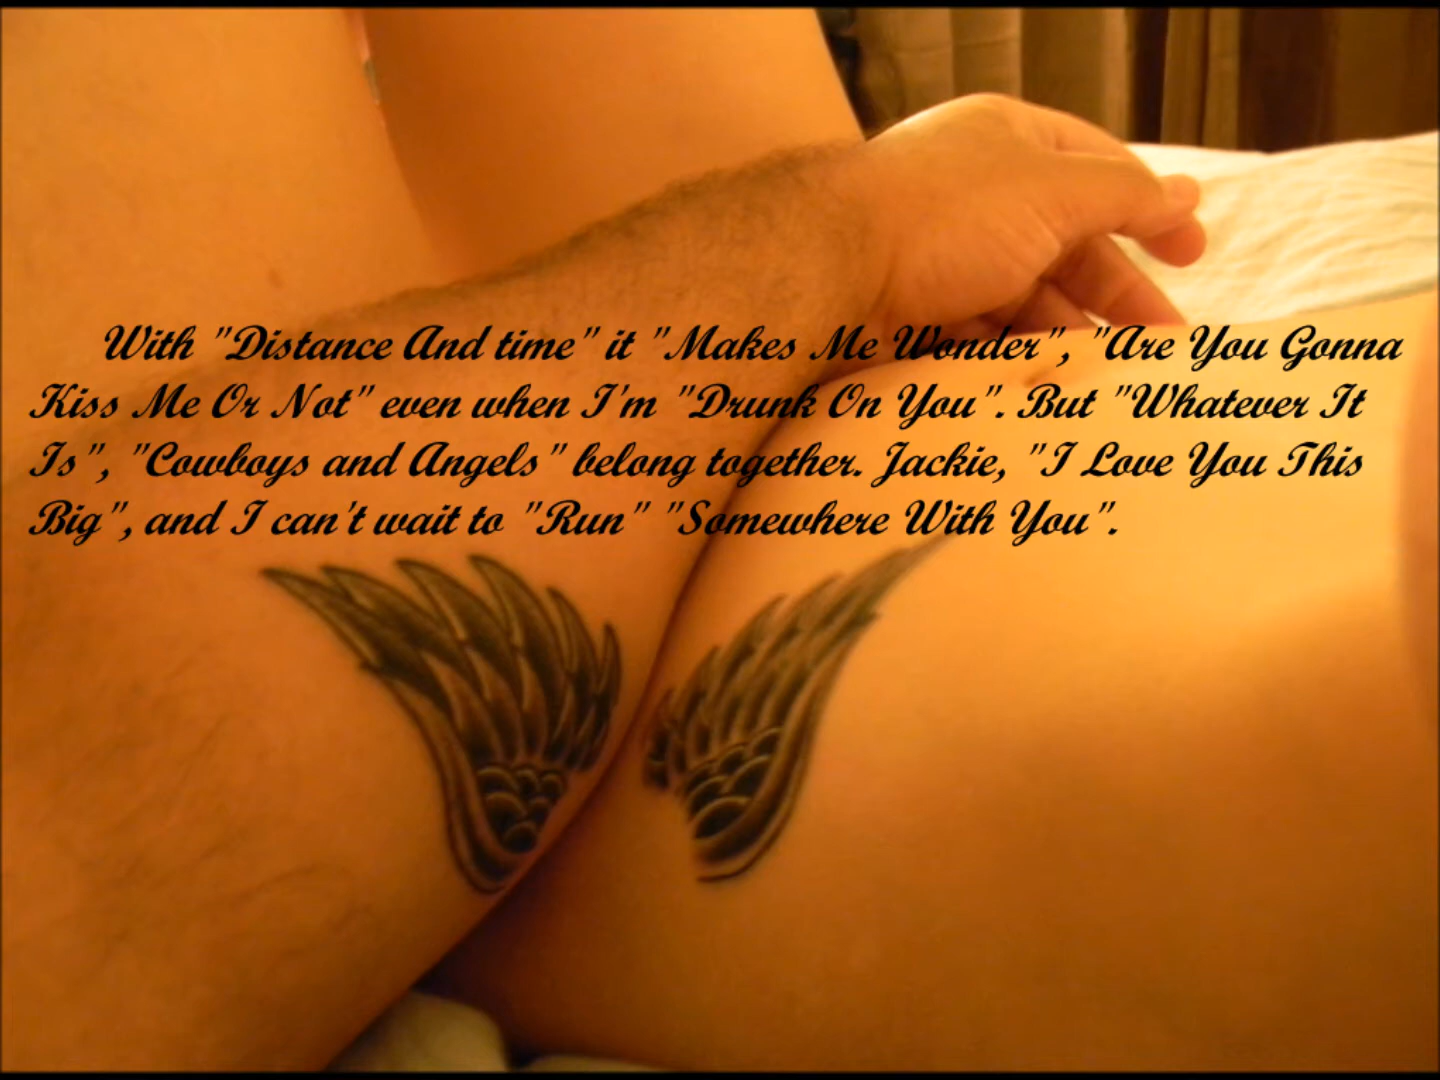 With "Distance And time" it "Makes Me Wonder", "Are You Gonna
Kiss Me Or Not" even when I'm "Drunk On You". But "Whatever It
Is", "Cowboys and Angels" belong together. Jackie, "I Love You This
Big", and I can't wait to "Run" "Somewhere With You".